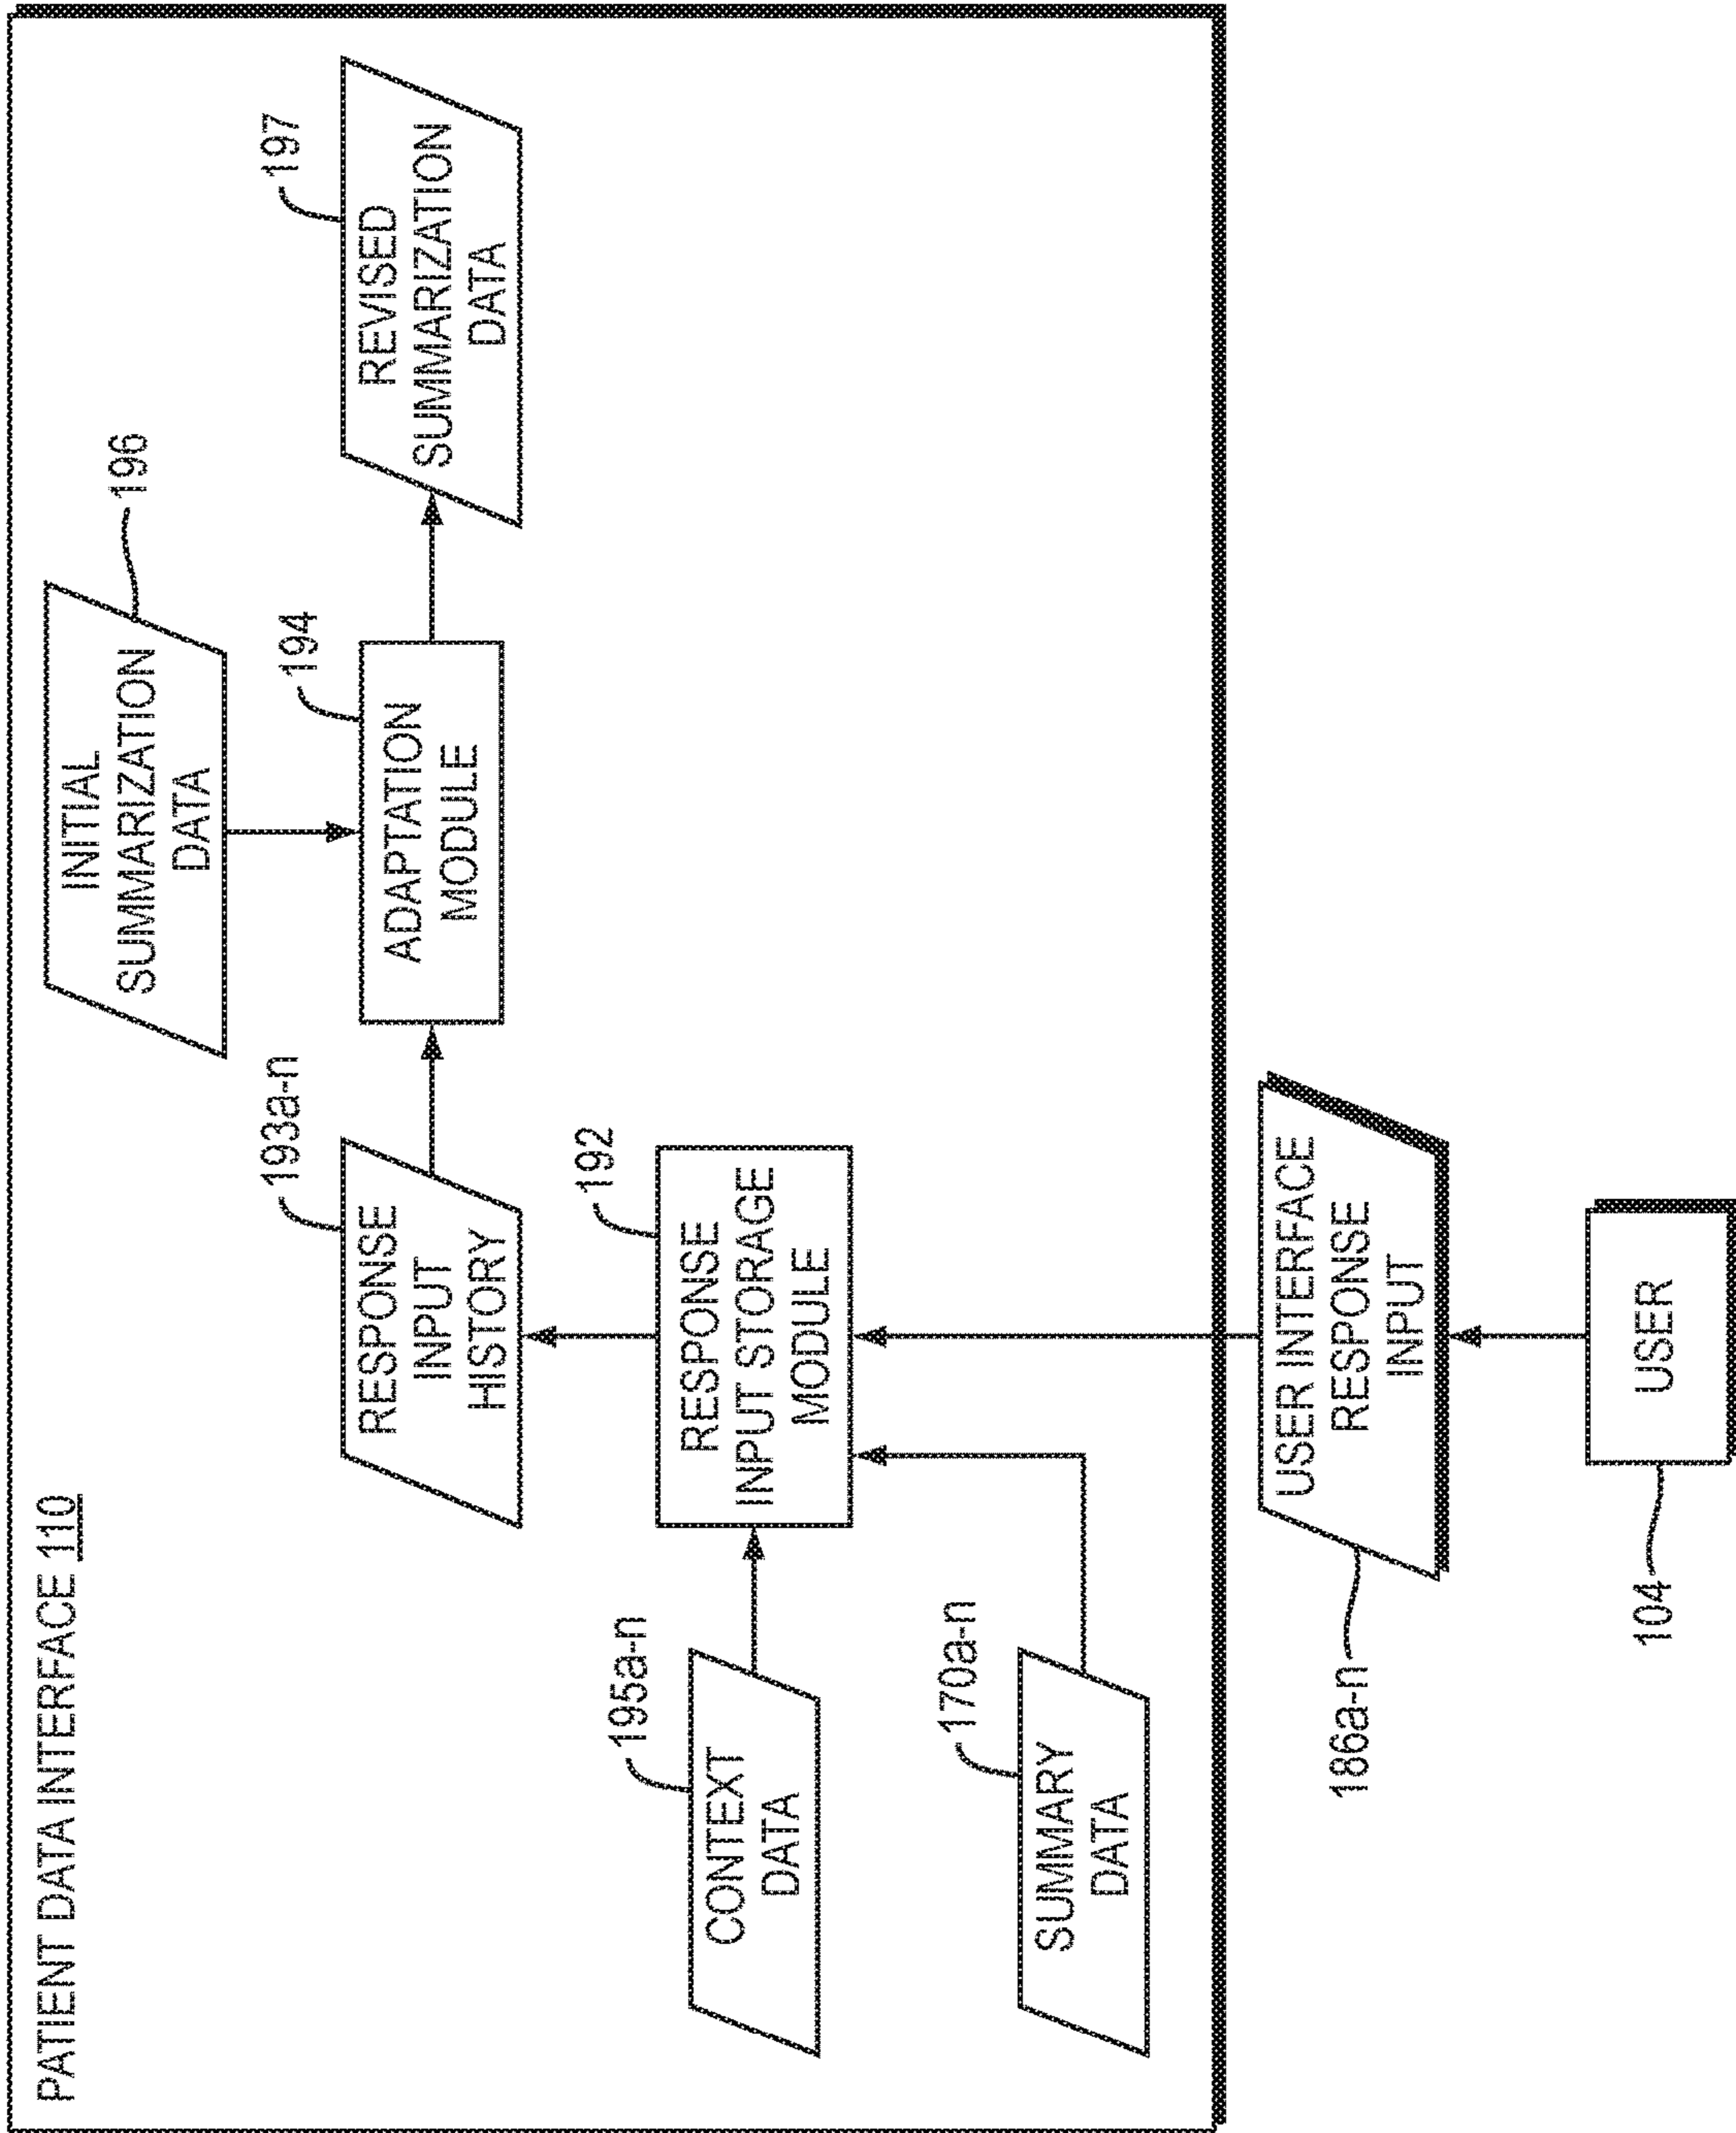 PATIENT DATA INTERFACE 110
INITIAL
SUMMARIZATION
DATA
196
RESPONSE
INPUT
HISTORY
193a-n
ADAPTATION
MODULE
194
REVISED
SUMMARIZATION
DATA
197
CONTEXT
DATA
195a-n
RESPONSE
INPUT STORAGE
MODULE
192
SUMMARY
DATA
170a-n
USER INTERFACE
RESPONSE
INPUT
186a-n
USER
104